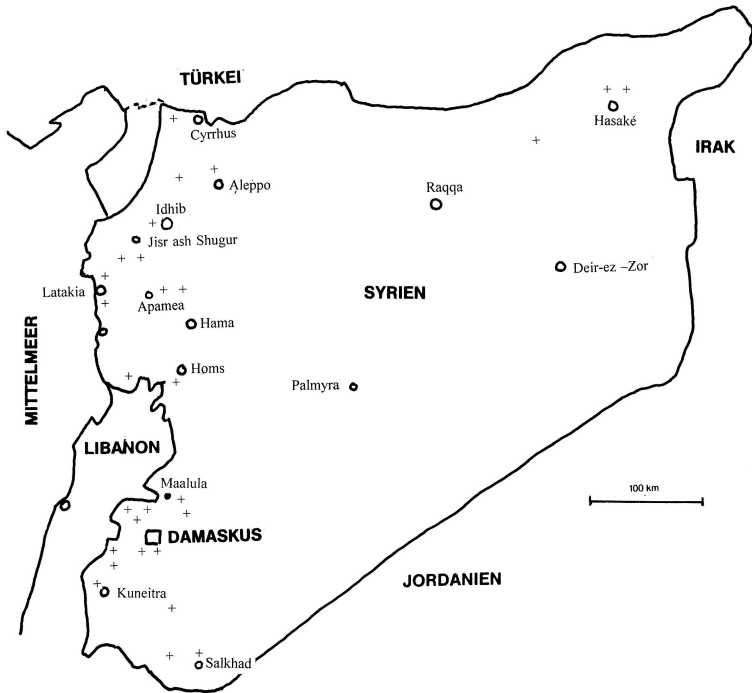 TÜRKEI
Cyrrhus
Hasaké
IRAK
Aleppo
Raqqa
Idhib
Jisr ash Shugur
Deir-ez –Zor
Latakia
Apamea
SYRIEN
Hama
MITTELMEER
Homs
Palmyra
LIBANON
Maalula
100 km
DAMASKUS
JORDANIEN
Kuneitra
Salkhad